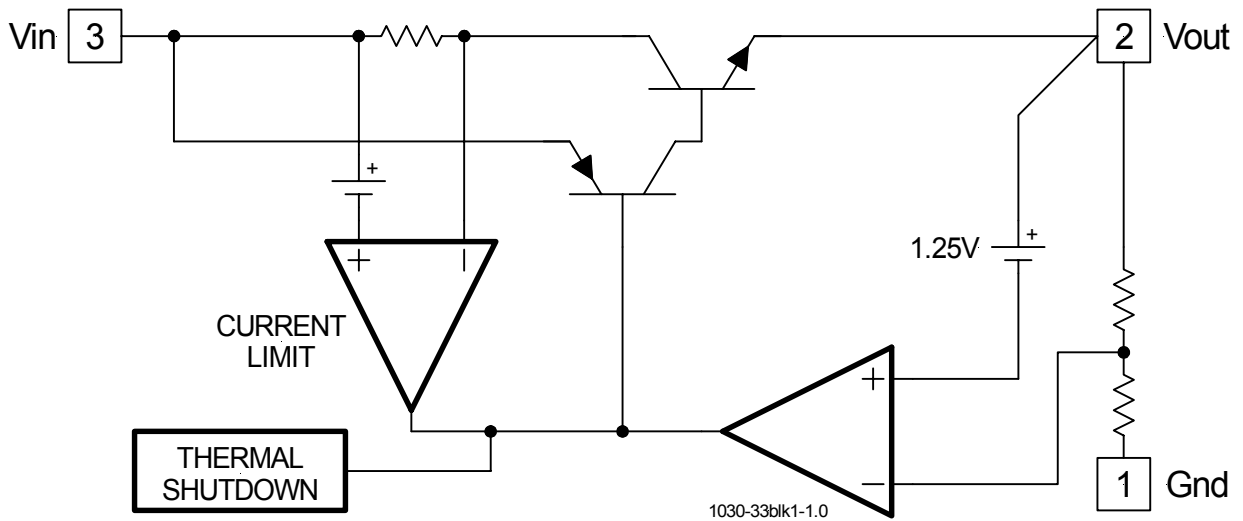 Vin 3
2 Vout
+
+
1.25V
+ −
CURRENT
LIMIT
+
−
THERMAL
SHUTDOWN
1 Gnd
1030-33blk1-1.0